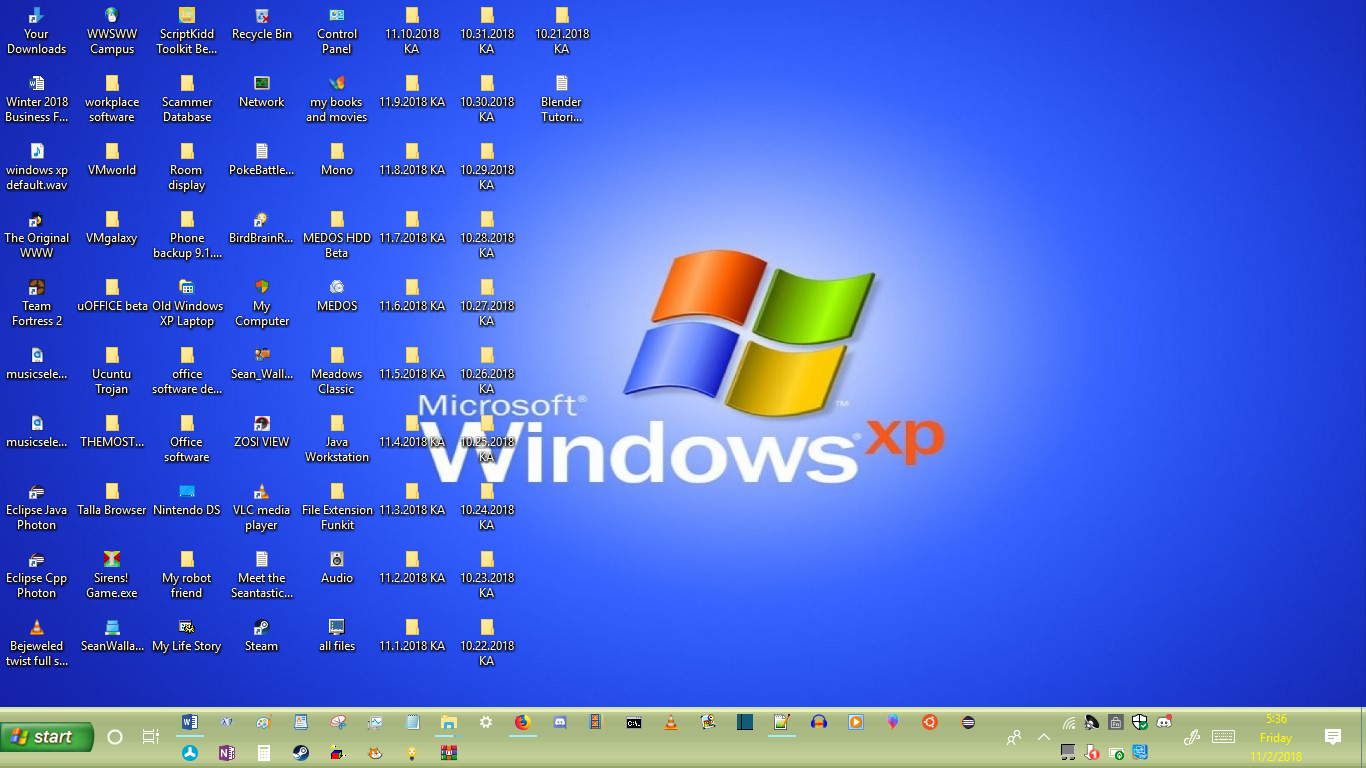 Your
Downloads
WWSWW
Campus
ScriptKidd
Toolkit Be...
Recycle Bin
Control
Panel
11.10.2018
KA
10.31.2018
KA
10.21.2018
KA
Winter 2018
Business F...
workplace
software
Scammer
Database
Network
my books
and movies
11.9.2018 KA
10.30.2018
KA
Blender
Tutori...
windows xp
default.wav
VMworld
Room
display
PokeBattle...
Mono
11.8.2018 KA
10.29.2018
KA
The Original
WWW
VMgalaxy
Phone
backup 9.1....
BirdBrainR...
MEDOS HDD
Beta
11.7.2018 KA
10.28.2018
KA
Team
Fortress 2
uOFFICE beta
Old Windows
XP Laptop
My
Computer
MEDOS
11.6.2018 KA
10.27.2018
KA
musicsele...
Ucuntu
Trojan
office
software de...
Sean_Wall...
Meadows
Classic
11.5.2018 KA
10.26.2018
KA
musicsele...
THEMOST...
Office
software
ZOSI VIEW
Java
Workstation
11.4.2018 KA
10.25.2018
KA
Eclipse Java
Photon
Talla Browser
Nintendo DS
VLC media
player
File Extension
Funkit
11.3.2018 KA
10.24.2018
KA
Eclipse Cpp
Photon
Sirens!
Game.exe
My robot
friend
Meet the
Seantastic...
Audio
11.2.2018 KA
10.23.2018
KA
Bejeweled
twist full s...
SeanWalla...
My Life Story
Steam
all files
11.1.2018 KA
10.22.2018
KA
Microsoft®
Windows® xp
™
start
5:36
Friday
11/2/2018